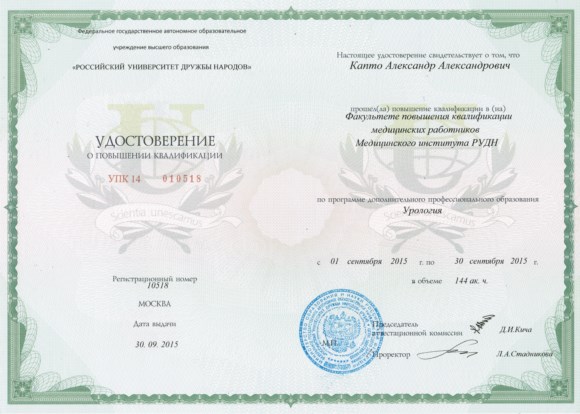 Федеральное государственное автономное образовательное
учреждение высшего образования
«РОССИЙСКИЙ УНИВЕРСИТЕТ ДРУЖБЫ НАРОДОВ»
УДОСТОВЕРЕНИЕ
О ПОВЫШЕНИИ КВАЛИФИКАЦИИ
УПК 14 010518
Scientia unescamus
Регистрационный номер
10518
МОСКВА
Дата выдачи
30. 09. 2015
Настоящее удостоверение свидетельствует о том, что
Капто Александр Александрович
прошел(ла) повышение квалификации в (на)
Факультете повышения квалификации
медицинских работников
Медицинского института РУДН
по программе дополнительного профессионального образования
Урология
с 01 сентября 2015 г. по 30 сентября 2015 г.
в объеме 144 ак. ч.
Председатель
аттестационной комиссии Д.И.Кича
М.П.
Проректор Л.А.Стадникова